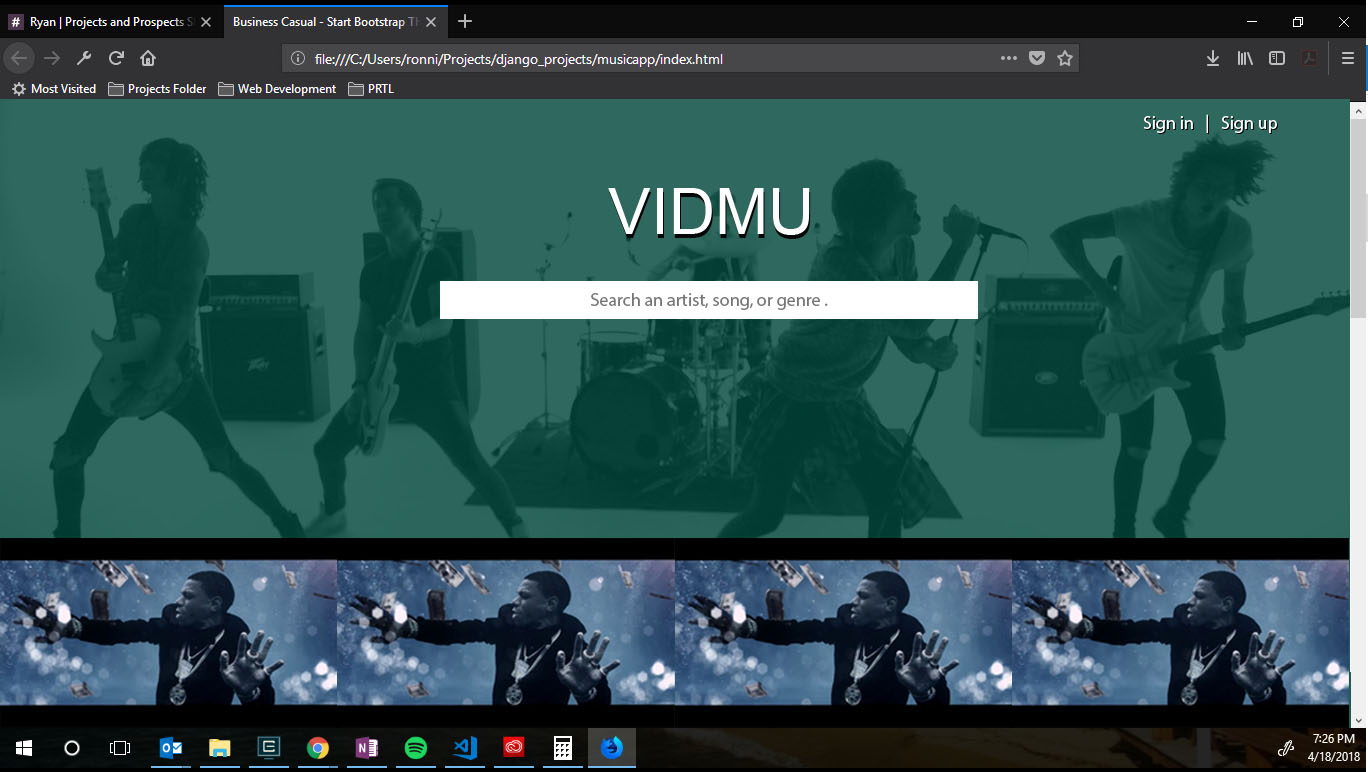 # Ryan | Projects and Prospects S
Business Casual - Start Bootstrap Th
file:///C:/Users/ronni/Projects/django_projects/musicapp/index.html
Most Visited
Projects Folder
Web Development
PRTL
Sign in | Sign up
VIDMU
Search an artist, song, or genre .
7:26 PM
4/18/2018